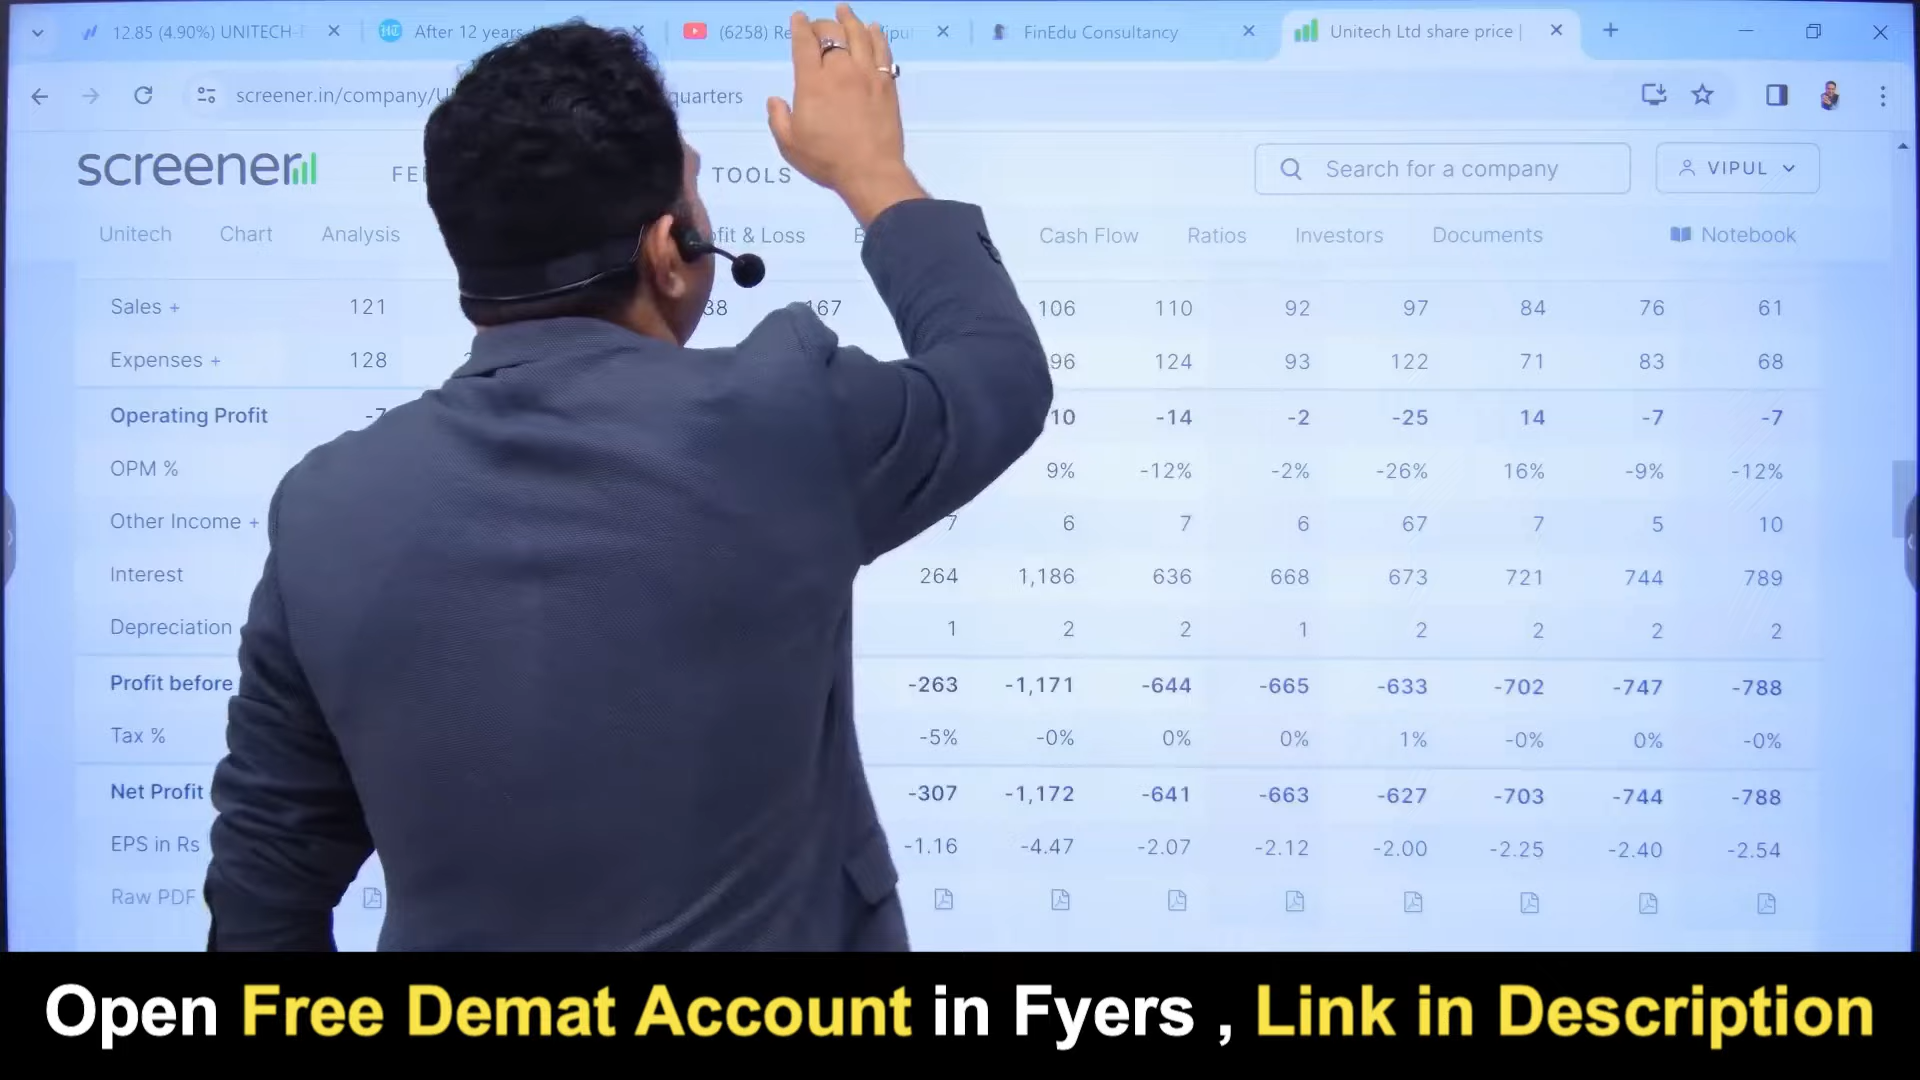 12.85 (4.90%) UNITECH
After 12 years
(6258) Re
FinEdu Consultancy
Unitech Ltd share price |
screener.in/company/U
quarters
screener
TOOLS
Search for a company
VIPUL
Unitech Chart Analysis ofit & Loss Cash Flow Ratios Investors Documents Notebook
Sales + 121 38 167 106 110 92 97 84 76 61
Expenses + 128 96 124 93 122 71 83 68
Operating Profit -7 10 -14 -2 -25 14 -7 -7
OPM % 9% -12% -2% -26% 16% -9% -12%
Other Income + 7 6 7 6 67 7 5 10
Interest 264 1,186 636 668 673 721 744 789
Depreciation 1 2 2 1 2 2 2 2
Profit before -263 -1,171 -644 -665 -633 -702 -747 -788
Tax % -5% -0% 0% 0% 1% -0% 0% -0%
Net Profit -307 -1,172 -641 -663 -627 -703 -744 -788
EPS in Rs -1.16 -4.47 -2.07 -2.12 -2.00 -2.25 -2.40 -2.54
Raw PDF
Open Free Demat Account in Fyers , Link in Description